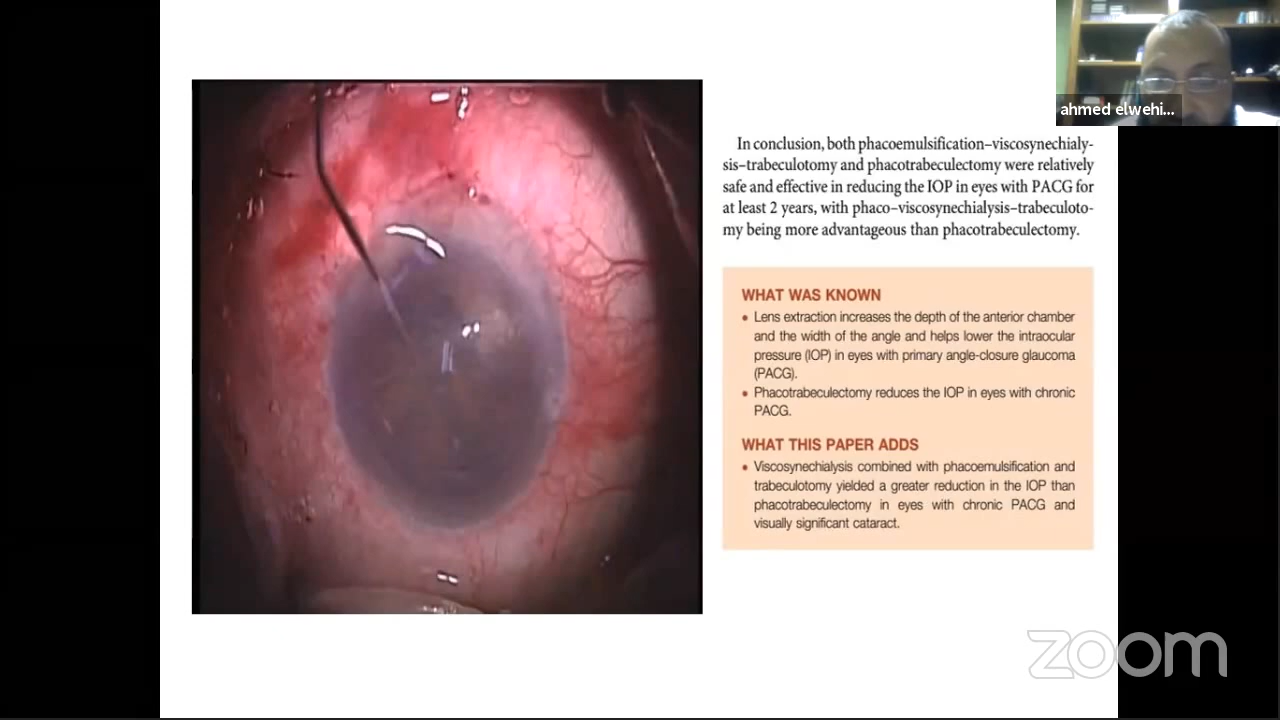 ahmed elwehi...
In conclusion, both phacoemulsification–viscosynechialy-
sis–trabeculotomy and phacotrabeculectomy were relatively
safe and effective in reducing the IOP in eyes with PACG for
at least 2 years, with phaco–viscosynechialysis–trabeculoto-
my being more advantageous than phacotrabeculectomy.
WHAT WAS KNOWN
• Lens extraction increases the depth of the anterior chamber
and the width of the angle and helps lower the intraocular
pressure (IOP) in eyes with primary angle-closure glaucoma
(PACG).
• Phacotrabeculectomy reduces the IOP in eyes with chronic
PACG.
WHAT THIS PAPER ADDS
• Viscosynechialysis combined with phacoemulsification and
trabeculotomy yielded a greater reduction in the IOP than
phacotrabeculectomy in eyes with chronic PACG and
visually significant cataract.
zoom